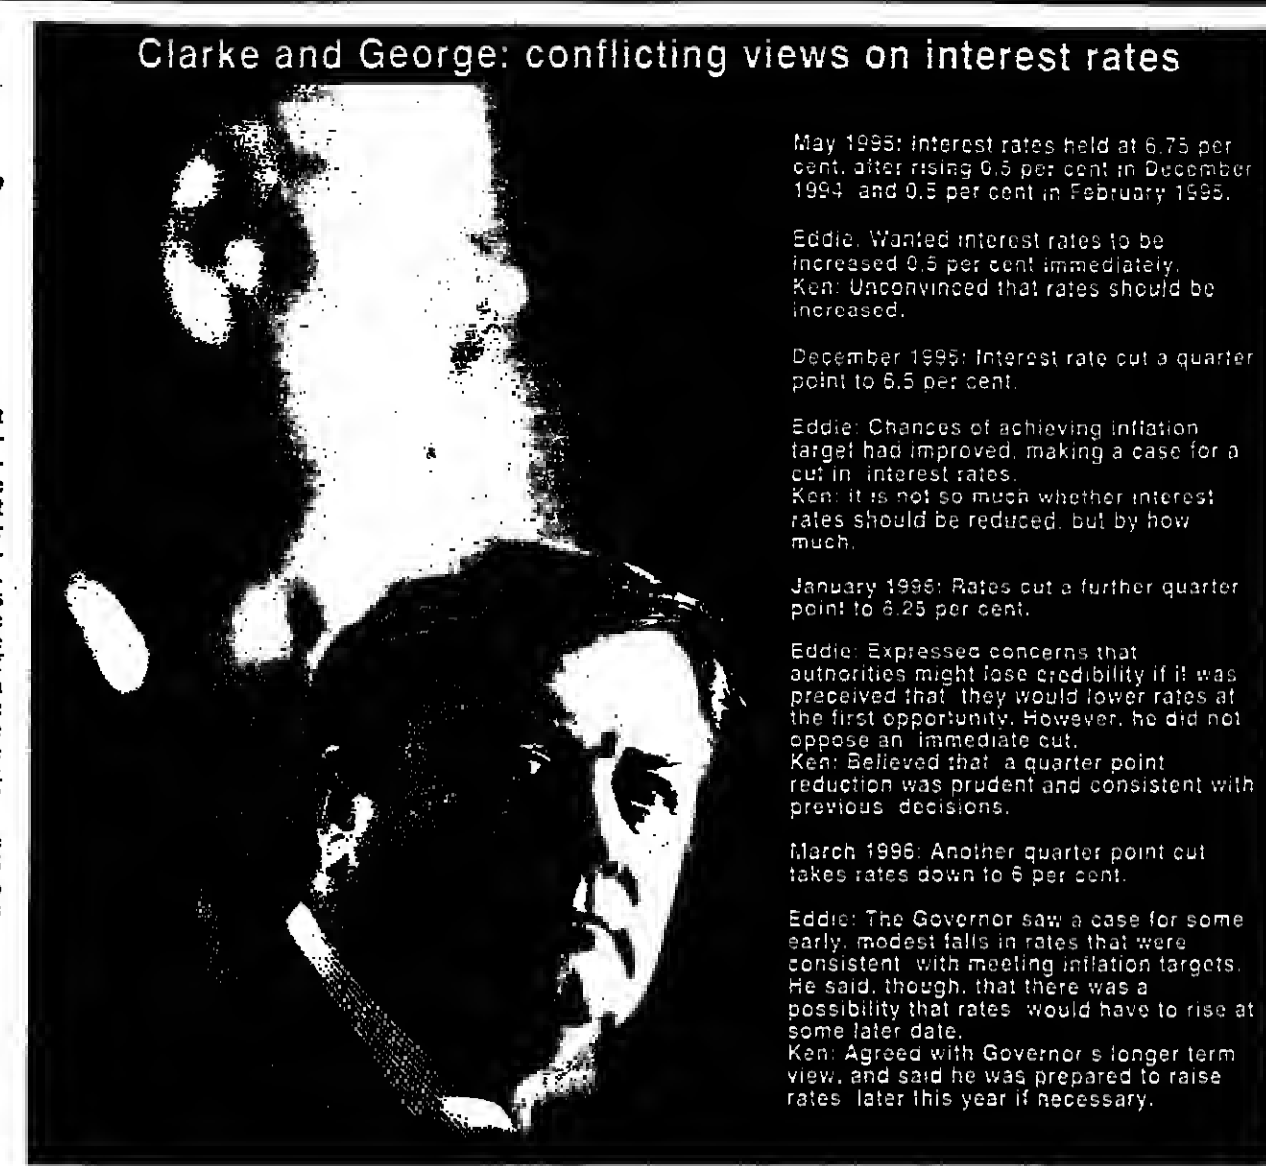 Clarke and George: conflicting views on interest rates
May 1995: Interest rates held at 6.75 per
cent, after rising 0.5 per cent in December
1994 and 0.5 per cent in February 1995.
Eddie: Wanted interest rates to be
increased 0.5 per cent immediately.
Ken: Unconvinced that rates should be
increased.
December 1995: Interest rate cut a quarter
point to 6.5 per cent.
Eddie: Chances of achieving inflation
target had improved, making a case for a
cut in interest rates.
Ken: it is not so much whether interest
rates should be reduced, but by how
much.
January 1996: Rates cut a further quarter
point to 6.25 per cent.
Eddie: Expressed concerns that
authorities might lose credibility if it was
preceived that they would lower rates at
the first opportunity. However, he did not
oppose an immediate cut.
Ken: Believed that a quarter point
reduction was prudent and consistent with
previous decisions.
March 1996: Another quarter point cut
takes rates down to 6 per cent.
Eddie: The Governor saw a case for some
early, modest falls in rates that were
consistent with meeting inflation targets.
He said, though, that there was a
possibility that rates would have to rise at
some later date.
Ken: Agreed with Governor s longer term
view, and said he was prepared to raise
rates later this year if necessary.